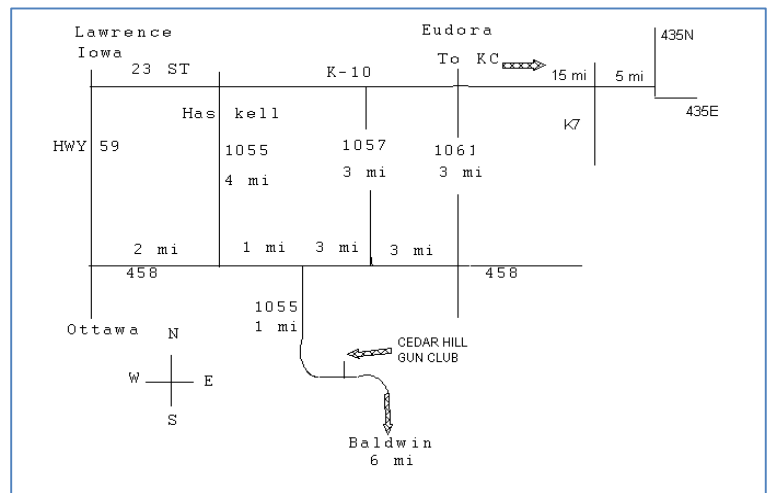 Lawrence
Iowa
Eudora
To KC
435N
23 ST
K-10
15 mi
5 mi
435E
Has kell
K7
HWY 59
1055
4 mi
1057
3 mi
1061
3 mi
2 mi
1 mi
3 mi
3 mi
458
458
1055
1 mi
Ottawa
N
W
E
S
CEDAR HILL
GUN CLUB
Baldwin
6 mi